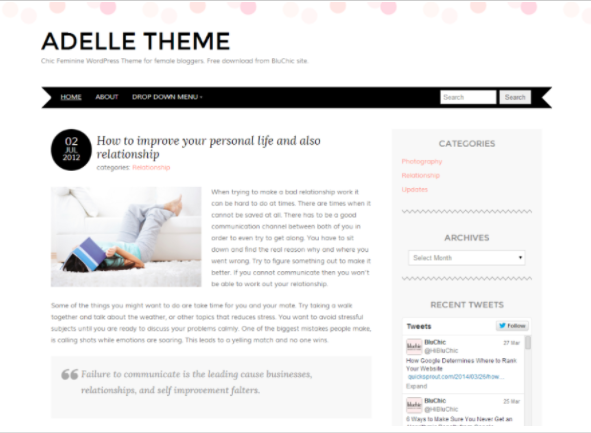 ADELLE THEME
Chic Feminine WordPress Theme for female bloggers. Free download from BluChic site.
HOME ABOUT DROP DOWN MENU
Search Search
02
JUL
2012
How to improve your personal life and also
relationship
categories: Relationship
When trying to make a bad relationship work it
can be hard to do at times. There are times when it
cannot be saved at all. There has to be a good
communication channel between both of you in
order to even try to get along. You have to sit
down and find the real reason why and where you
went wrong. Try to figure something out to make it
better. If you cannot communicate then you won't
be able to work out your relationship.
Some of the things you might want to do are take time for you and your mate. Try taking a walk
together and talk about the weather, or other topics that reduces stress. You want to avoid stressful
subjects until you are ready to discuss your problems calmly. One of the biggest mistakes people make,
is calling shots while emotions are soaring. This leads to a yelling match and no one wins.
Failure to communicate is the leading cause businesses,
relationships, and self improvement falters.
CATEGORIES
Photography
Relationship
Updates
ARCHIVES
Select Month
RECENT TWEETS
Tweets Follow
BluChic 27 Mar
@HiBluChic
How Google Determines Where to Rank
Your Website
quicksprout.com/2014/03/26/how...
Expand
BluChic 25 Mar
@HiBluChic
6 Ways to Make Sure You Never Get an